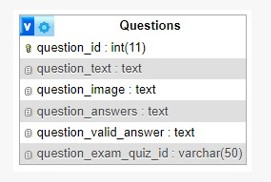 v Questions
question_id : int(11)
question_text : text
question_image : text
question_answers : text
question_valid_answer : text
question_exam_quiz_id : varchar(50)